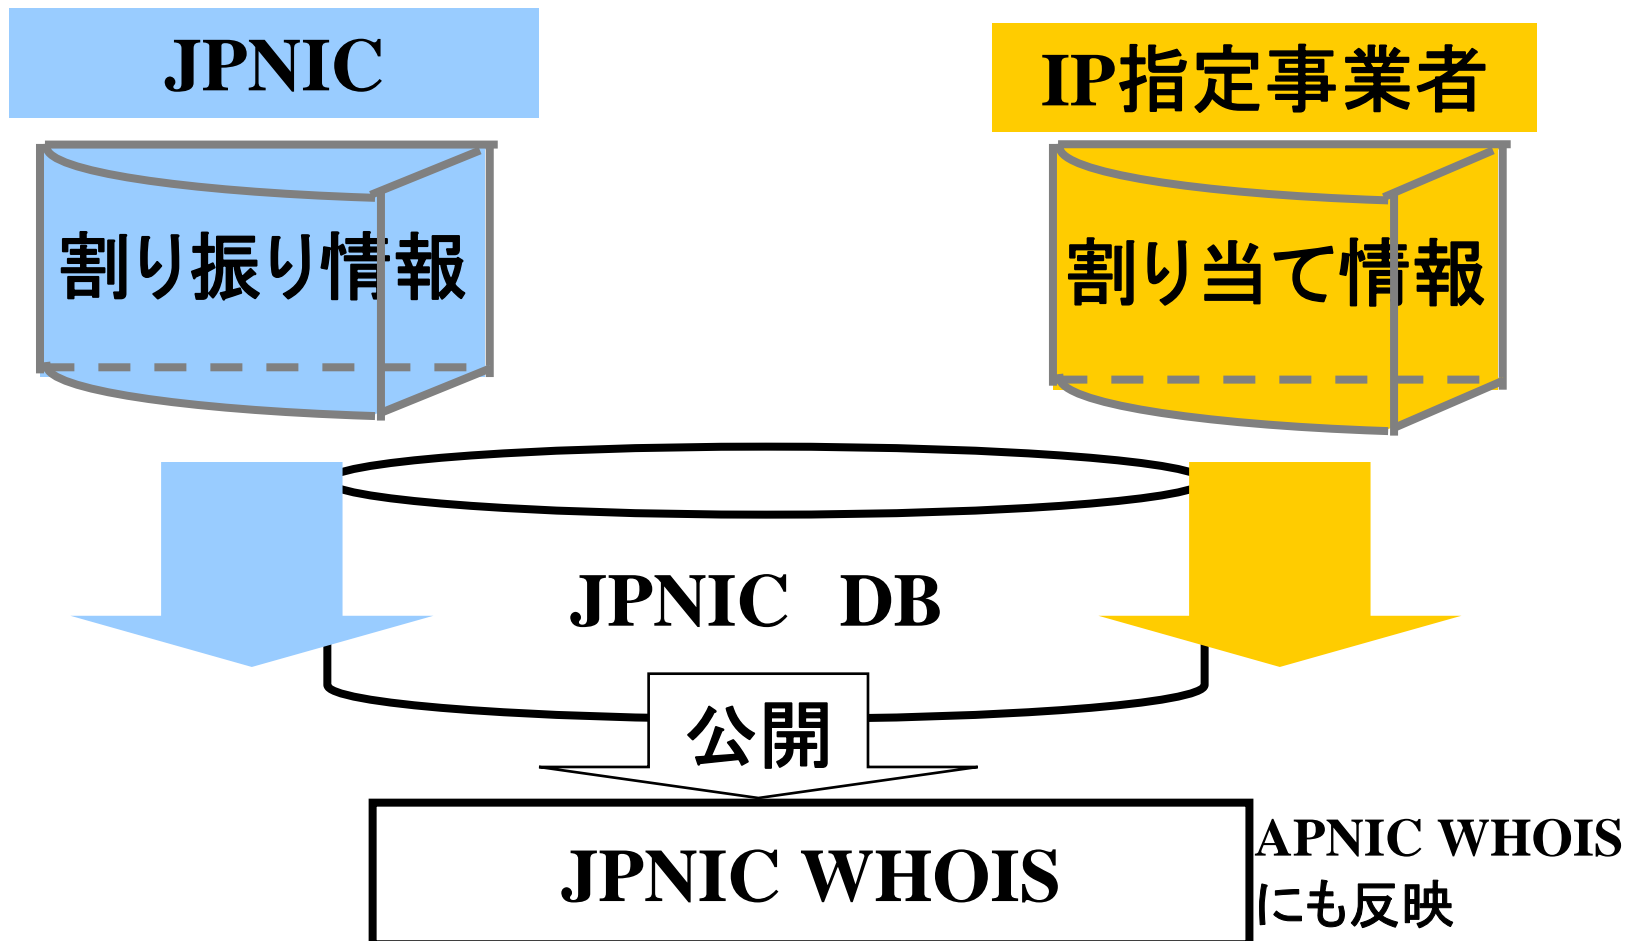 JPNIC
IP指定事業者
割り振り情報
割り当て情報
JPNIC DB
公開
JPNIC WHOIS
APNIC WHOIS
にも反映